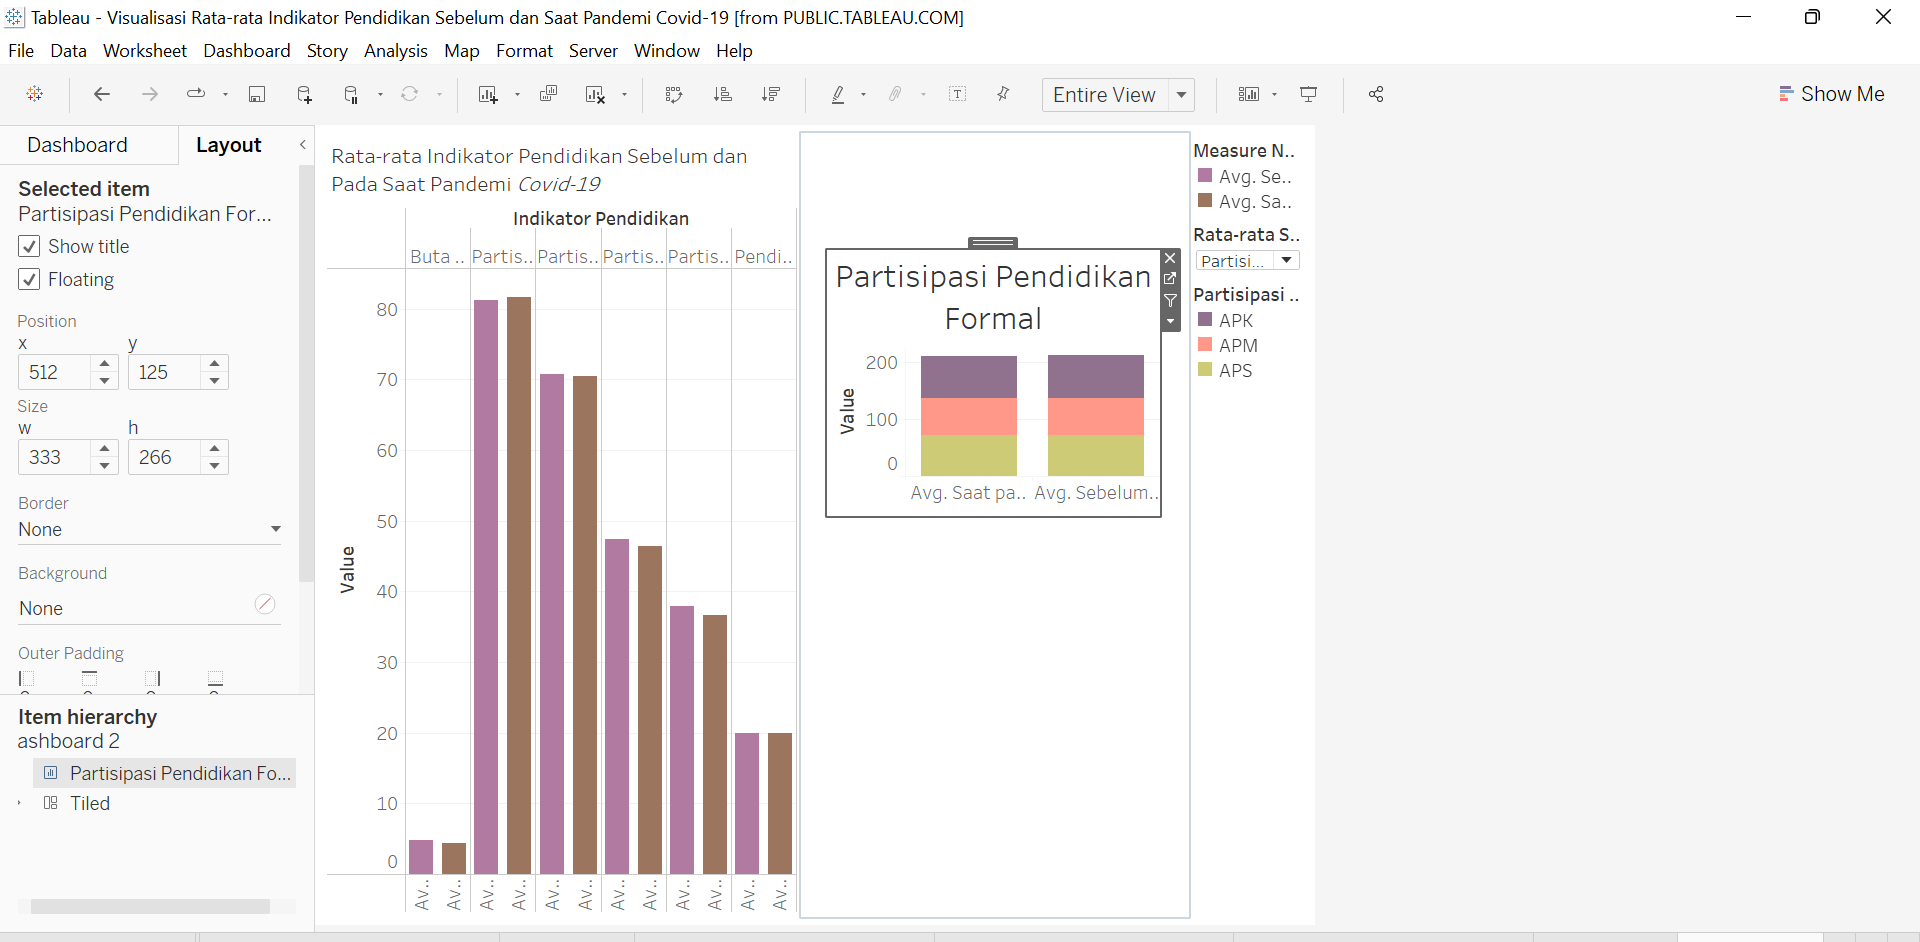 Tableau - Visualisasi Rata-rata Indikator Pendidikan Sebelum dan Saat Pandemi Covid-19 [from PUBLIC.TABLEAU.COM]
File Data Worksheet Dashboard Story Analysis Map Format Server Window Help
Entire View
Show Me
Dashboard
Layout
Selected item
Partisipasi Pendidikan For...
Show title
Floating
Position
x y
512 125
Size
w h
333 266
Border
None
Background
None
Outer Padding
Item hierarchy
ashboard 2
Partisipasi Pendidikan Fo...
Tiled
Rata-rata Indikator Pendidikan Sebelum dan
Pada Saat Pandemi Covid-19
Indikator Pendidikan
Buta .. Partis.. Partis.. Partis.. Partis.. Pendi..
80
70
60
50
40
30
20
10
0
Value
Av.. Av.. Av.. Av.. Av.. Av.. Av.. Av.. Av.. Av.. Av.. Av..
Partisipasi Pendidikan
Formal
200
100
0
Value
Avg. Saat pa.. Avg. Sebelum..
Measure N..
Avg. Se..
Avg. Sa..
Rata-rata S..
Partisi...
Partisipasi ..
APK
APM
APS